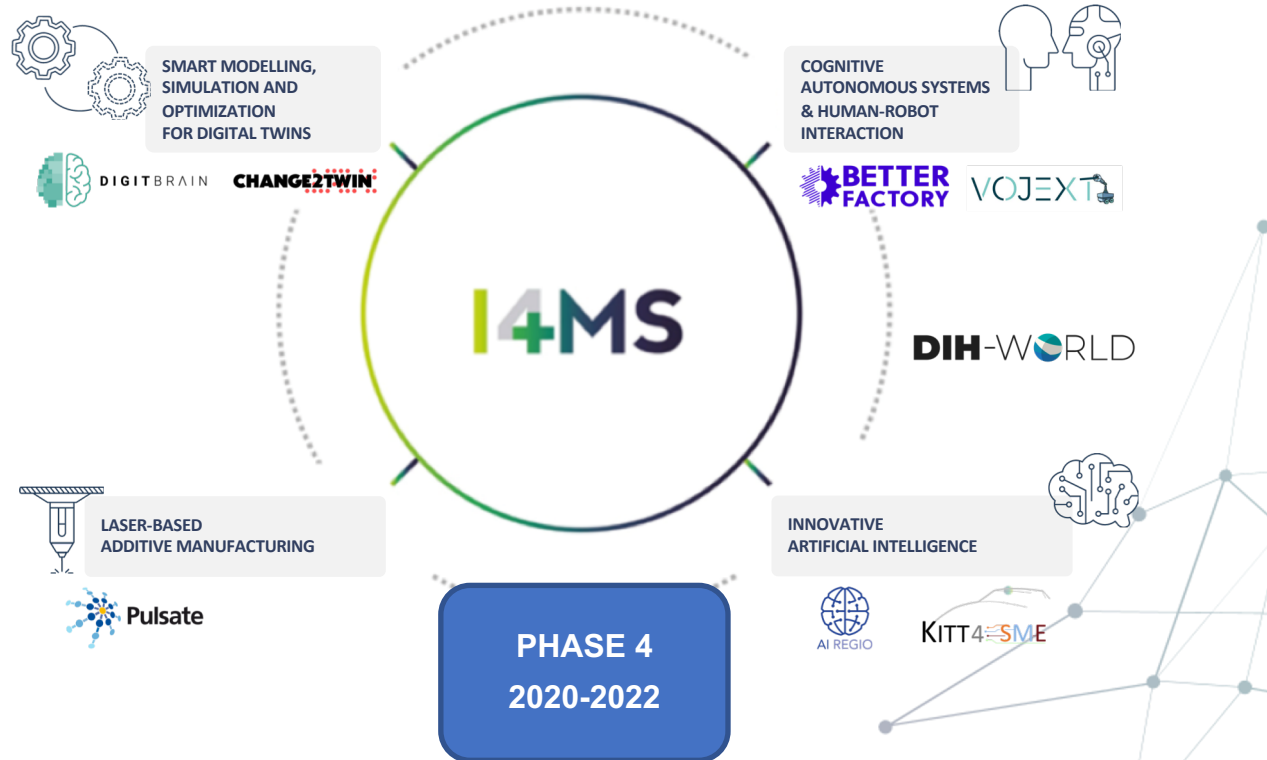 SMART MODELLING,
SIMULATION AND
OPTIMIZATION
FOR DIGITAL TWINS
DIGITBRAIN
CHANGE2TWIN
COGNITIVE
AUTONOMOUS SYSTEMS
& HUMAN-ROBOT
INTERACTION
BETTER
FACTORY
VOJEXT
I4MS
DIH-WORLD
LASER-BASED
ADDITIVE MANUFACTURING
Pulsate
INNOVATIVE
ARTIFICIAL INTELLIGENCE
AI REGIO
KITT4SME
PHASE 4
2020-2022